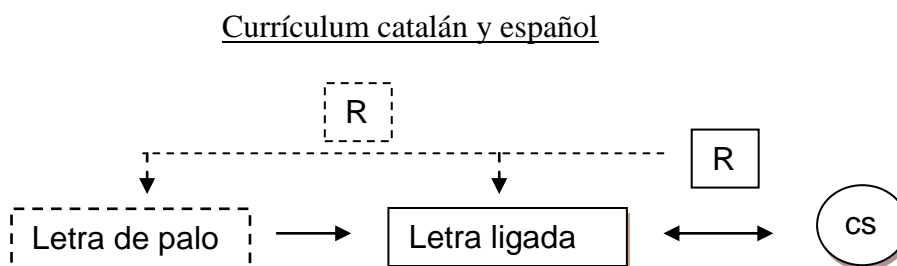 Currículum catalán y español
R
R
Letra de palo
Letra ligada
cs